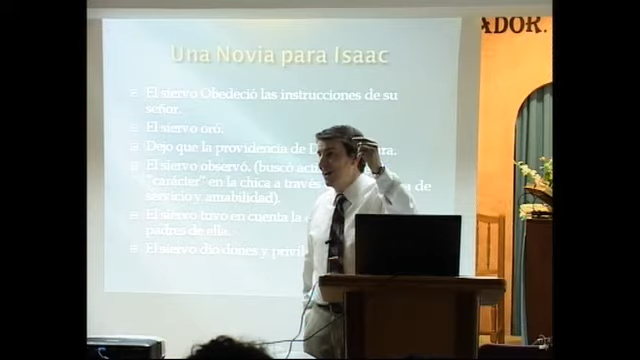 ADOR.
Una Novia para Isaac
El siervo Obedeció las instrucciones de su
señor.
El siervo oró.
Dejo que la providencia de
El siervo observó. (buscó
"carácter" en la chica a través de
servicio y amabilidad).
El siervo tuvo en cuenta la
padres de ella.
El siervo dio dones y